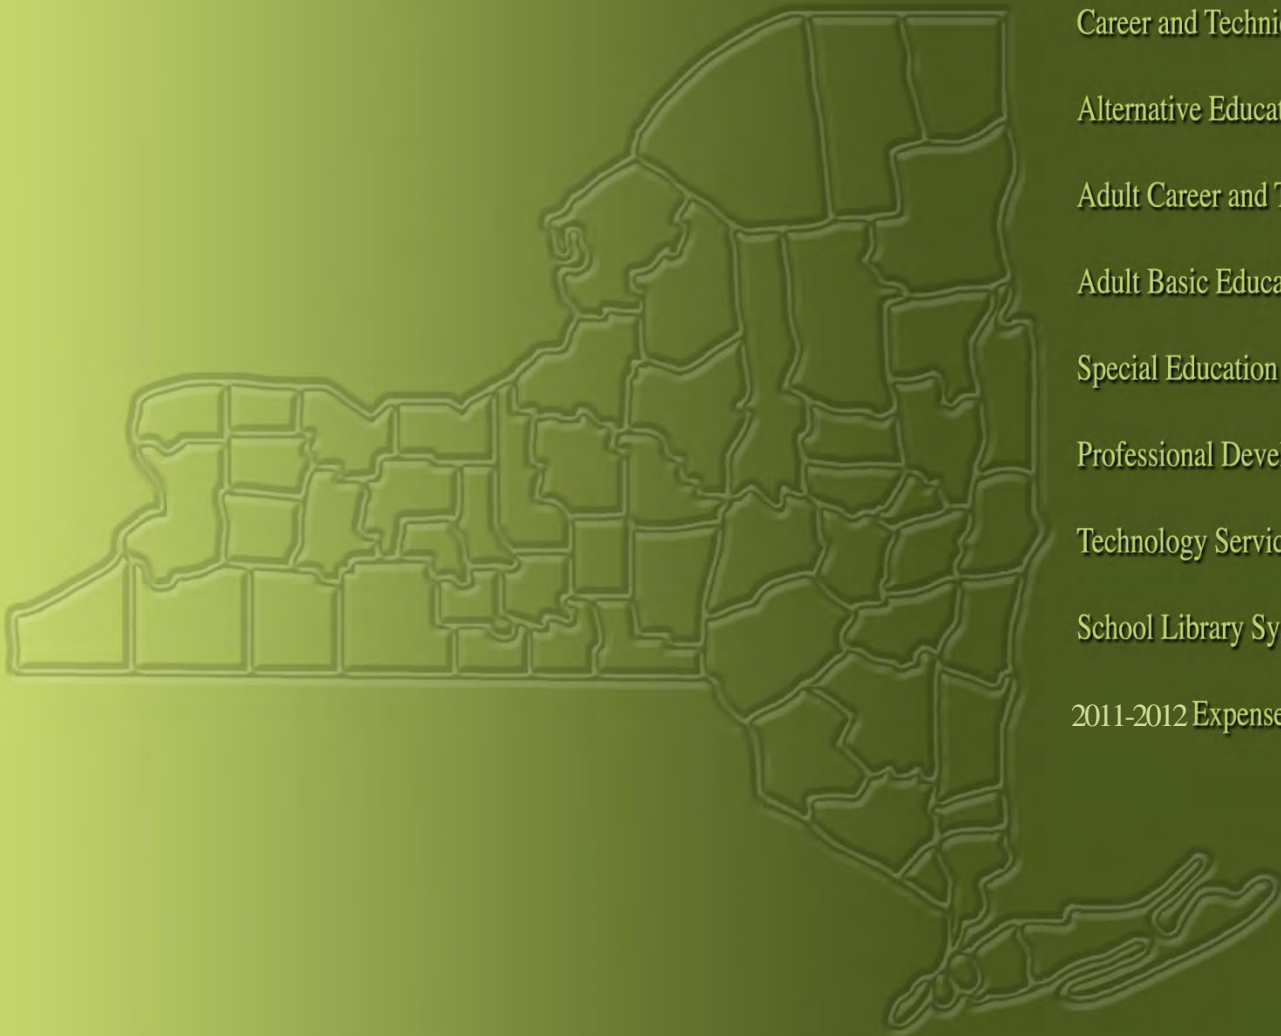 Career and Techni
Alternative Educat
Adult Career and T
Adult Basic Educa
Special Education
Professional Deve
Technology Servic
School Library Sy
2011-2012 Expense